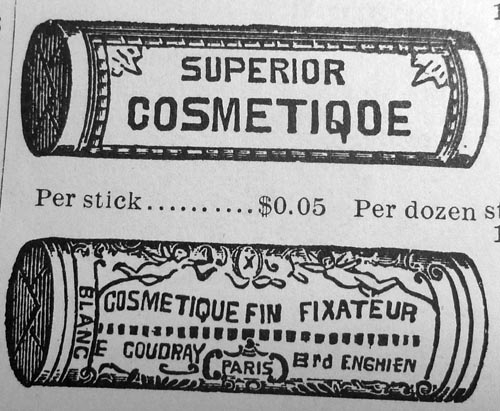 SUPERIOR
COSMETIQOE
Per stick..........$0.05 Per dozen st
BLANC
COSMETIQUE FIN FIXATEUR
E COUDRAY PARIS Brd ENGHIEN